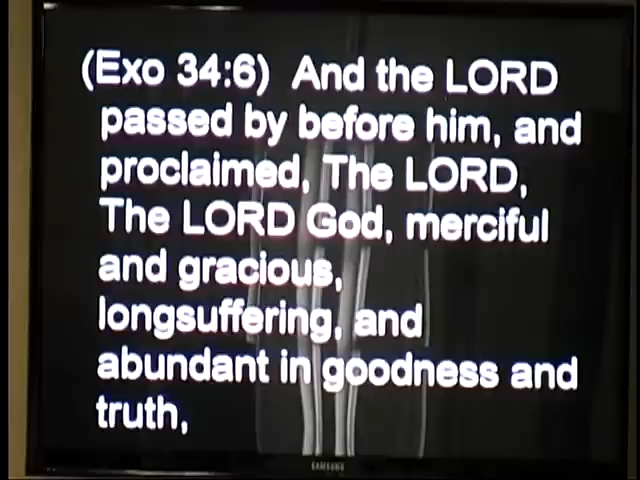 (Exo 34:6) And the LORD
passed by before him, and
proclaimed, The LORD,
The LORD God, merciful
and gracious,
longsuffering, and
abundant in goodness and
truth,
SAMSUNG